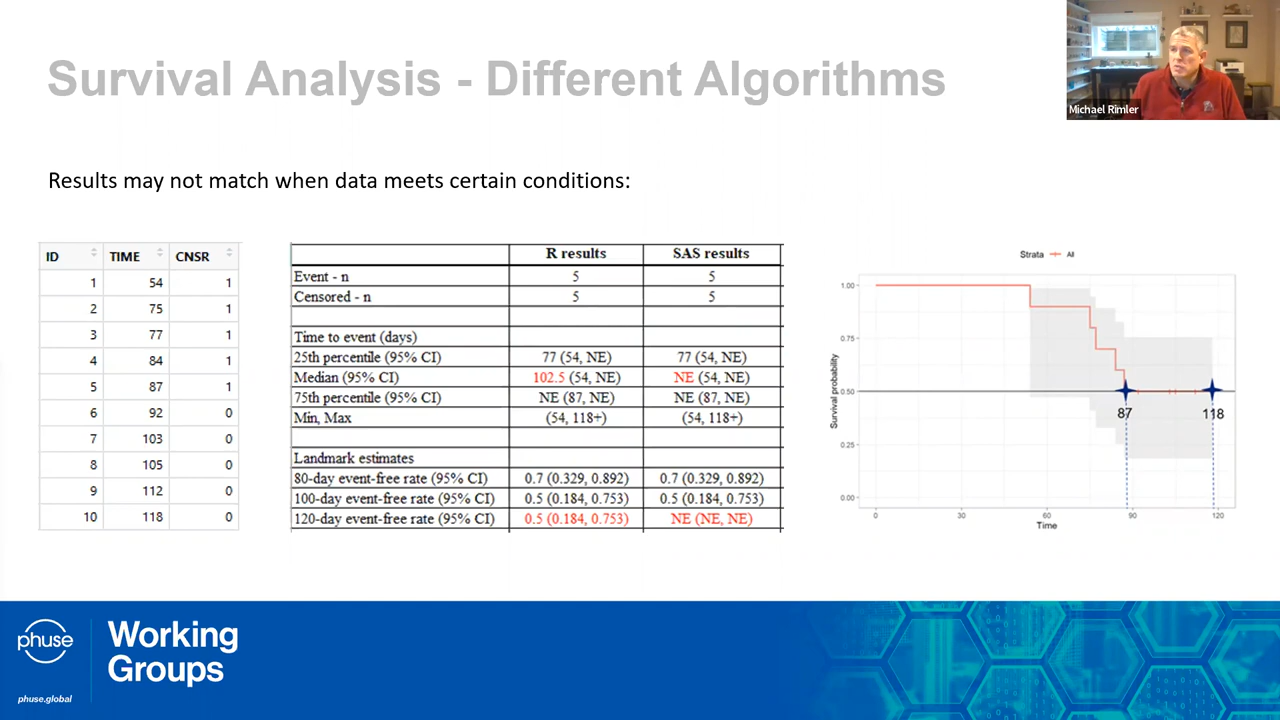 Survival Analysis - Different Algorithms
Michael Rimler
Results may not match when data meets certain conditions:
ID TIME CNSR
1 54 1
2 75 1
3 77 1
4 84 1
5 87 1
6 92 0
7 103 0
8 105 0
9 112 0
10 118 0
R results SAS results
Event - n 5 5
Censored - n 5 5
Time to event (days)
25th percentile (95% CI) 77 (54, NE) 77 (54, NE)
Median (95% CI) 102.5 (54, NE) NE (54, NE)
75th percentile (95% CI) NE (87, NE) NE (87, NE)
Min, Max (54, 118+) (54, 118+)
Landmark estimates
80-day event-free rate (95% CI) 0.7 (0.329, 0.892) 0.7 (0.329, 0.892)
100-day event-free rate (95% CI) 0.5 (0.184, 0.753) 0.5 (0.184, 0.753)
120-day event-free rate (95% CI) 0.5 (0.184, 0.753) NE (NE, NE)
Strata All
Survival probability
1.00
0.75
0.50
0.25
0.00
87 118
0 30 60 90 120
Time
phuse
Working
Groups
phuse.global